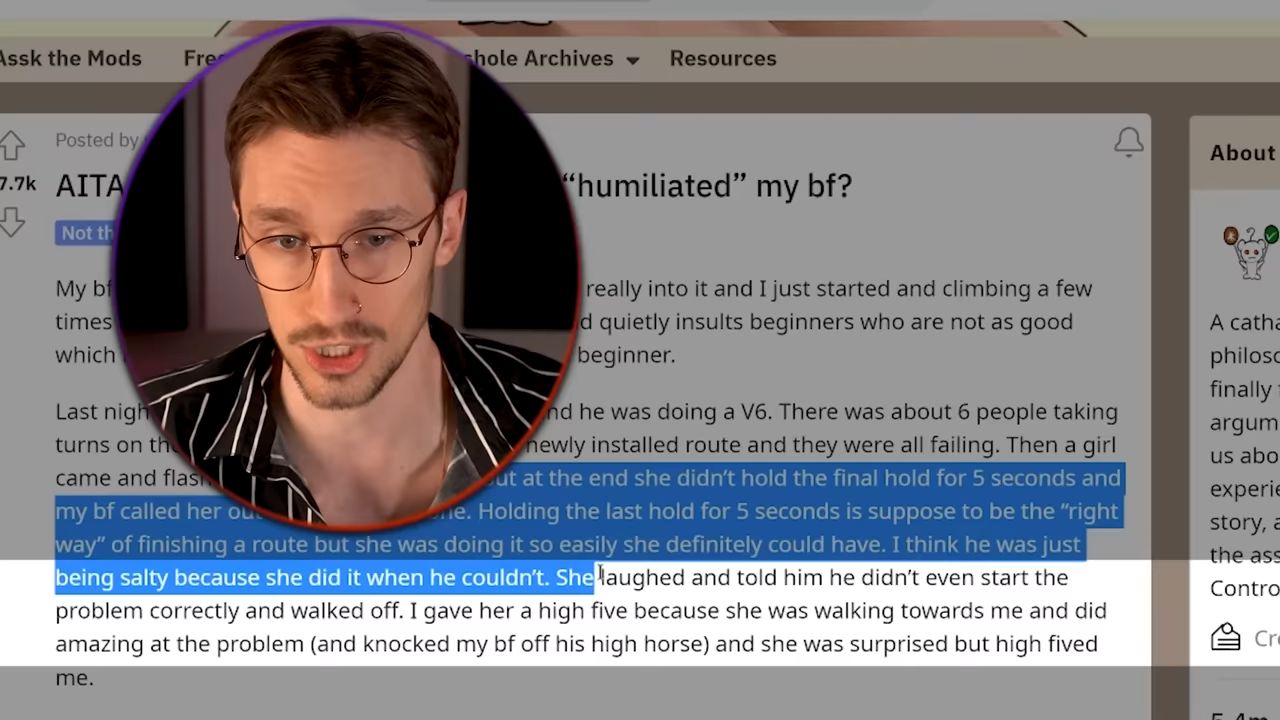 Assk the Mods
Fre
hole Archives
Resources
Posted by
7.7k
AITA
“humiliated” my bf?
Not th
My bf
really into it and I just started and climbing a few
times
d quietly insults beginners who are not as good
which
beginner.
Last nigh
nd he was doing a V6. There was about 6 people taking
turns on th
newly installed route and they were all failing. Then a girl
came and flas
ut at the end she didn’t hold the final hold for 5 seconds and
my bf called her ou
ne. Holding the last hold for 5 seconds is suppose to be the “right
way” of finishing a route but she was doing it so easily she definitely could have. I think he was just
being salty because she did it when he couldn’t. She laughed and told him he didn’t even start the
problem correctly and walked off. I gave her a high five because she was walking towards me and did
amazing at the problem (and knocked my bf off his high horse) and she was surprised but high fived
me.
About
A catha
philoso
finally
argum
us abo
experie
story, a
the ass
Contro
Cr
5.4m